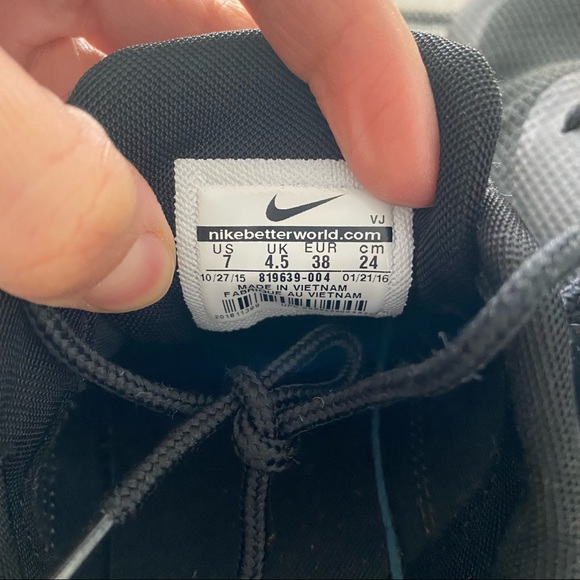 VJ
nikebetterworld.com
US UK EUR cm
7 4.5 38 24
10/27/15 819639-004 01/21/16
MADE IN VIETNAM
FABRIQUE AU VIETNAM